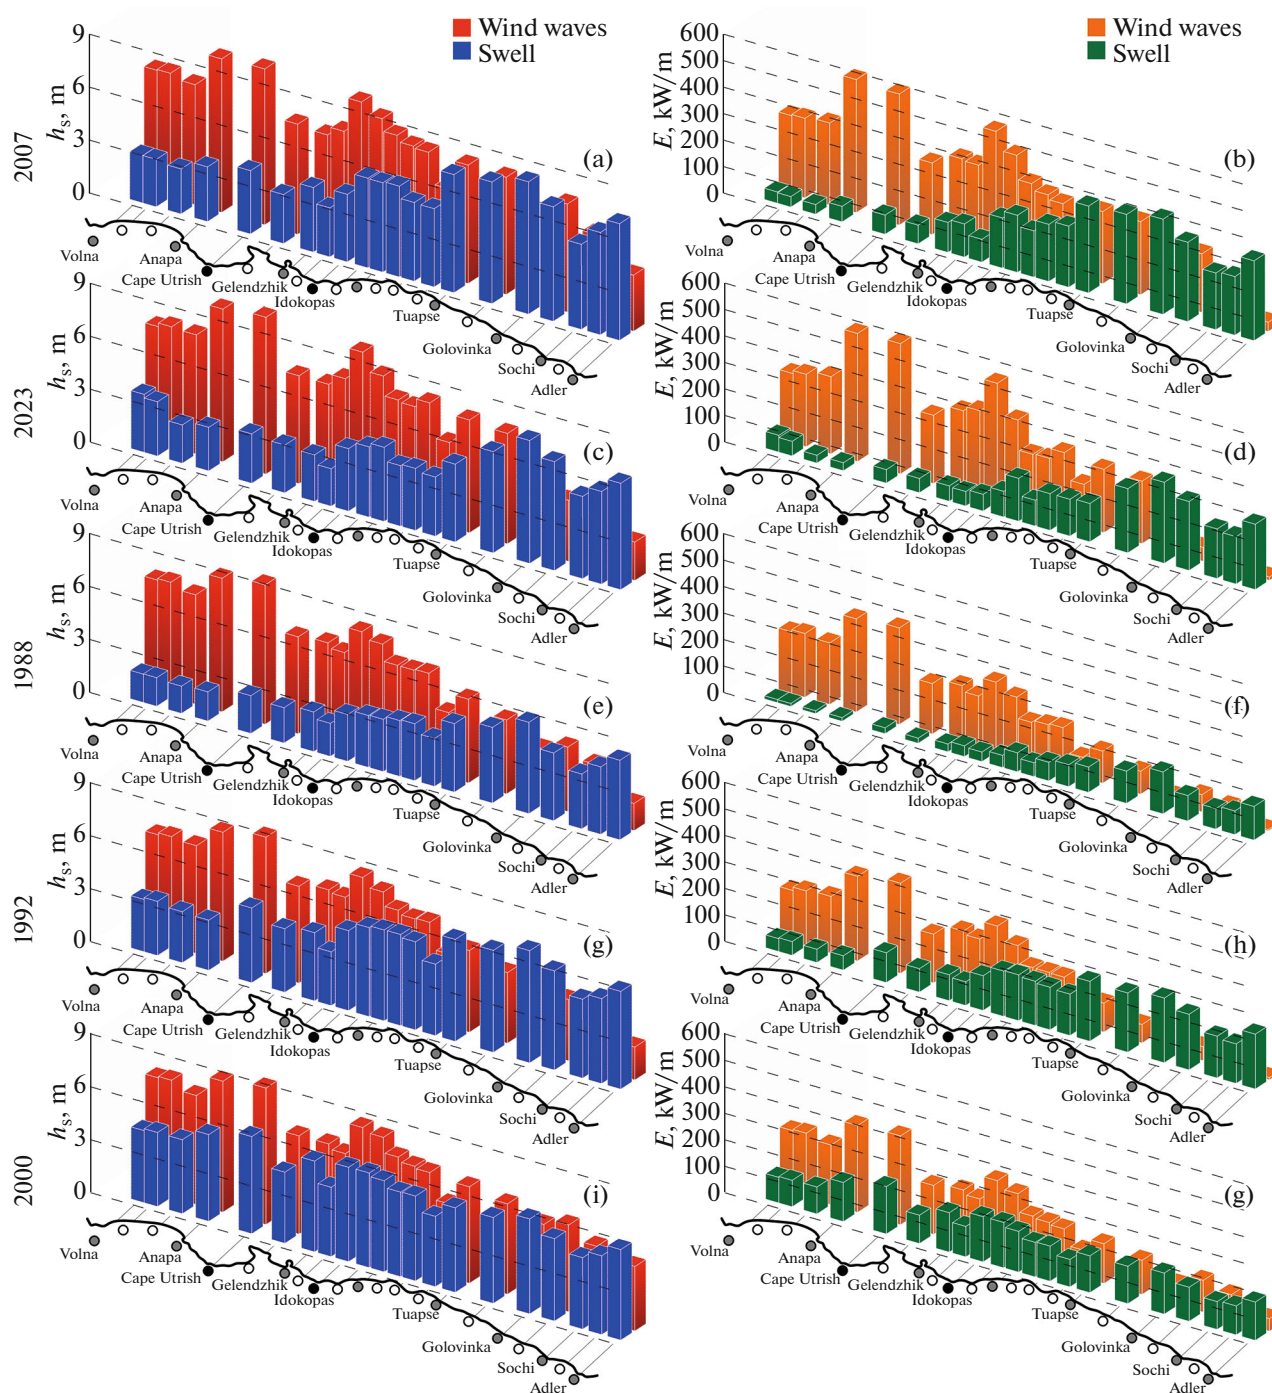 Wind waves
Swell
Wind waves
Swell
2007
hs, m
9
6
3
0
(a)
Volna
Anapa
Cape Utrish
Gelendzhik
Idokopas
Tuapse
Golovinka
Sochi
Adler
E, kW/m
600
500
400
300
200
100
0
(b)
Volna
Anapa
Cape Utrish
Gelendzhik
Idokopas
Tuapse
Golovinka
Sochi
Adler
2023
hs, m
9
6
3
0
(c)
Volna
Anapa
Cape Utrish
Gelendzhik
Idokopas
Tuapse
Golovinka
Sochi
Adler
E, kW/m
600
500
400
300
200
100
0
(d)
Volna
Anapa
Cape Utrish
Gelendzhik
Idokopas
Tuapse
Golovinka
Sochi
Adler
1988
hs, m
9
6
3
0
(e)
Volna
Anapa
Cape Utrish
Gelendzhik
Idokopas
Tuapse
Golovinka
Sochi
Adler
E, kW/m
600
500
400
300
200
100
0
(f)
Volna
Anapa
Cape Utrish
Gelendzhik
Idokopas
Tuapse
Golovinka
Sochi
Adler
1992
hs, m
9
6
3
0
(g)
Volna
Anapa
Cape Utrish
Gelendzhik
Idokopas
Tuapse
Golovinka
Sochi
Adler
E, kW/m
600
500
400
300
200
100
0
(h)
Volna
Anapa
Cape Utrish
Gelendzhik
Idokopas
Tuapse
Golovinka
Sochi
Adler
2000
hs, m
9
6
3
0
(i)
Volna
Anapa
Cape Utrish
Gelendzhik
Idokopas
Tuapse
Golovinka
Sochi
Adler
E, kW/m
600
500
400
300
200
100
0
(g)
Volna
Anapa
Cape Utrish
Gelendzhik
Idokopas
Tuapse
Golovinka
Sochi
Adler